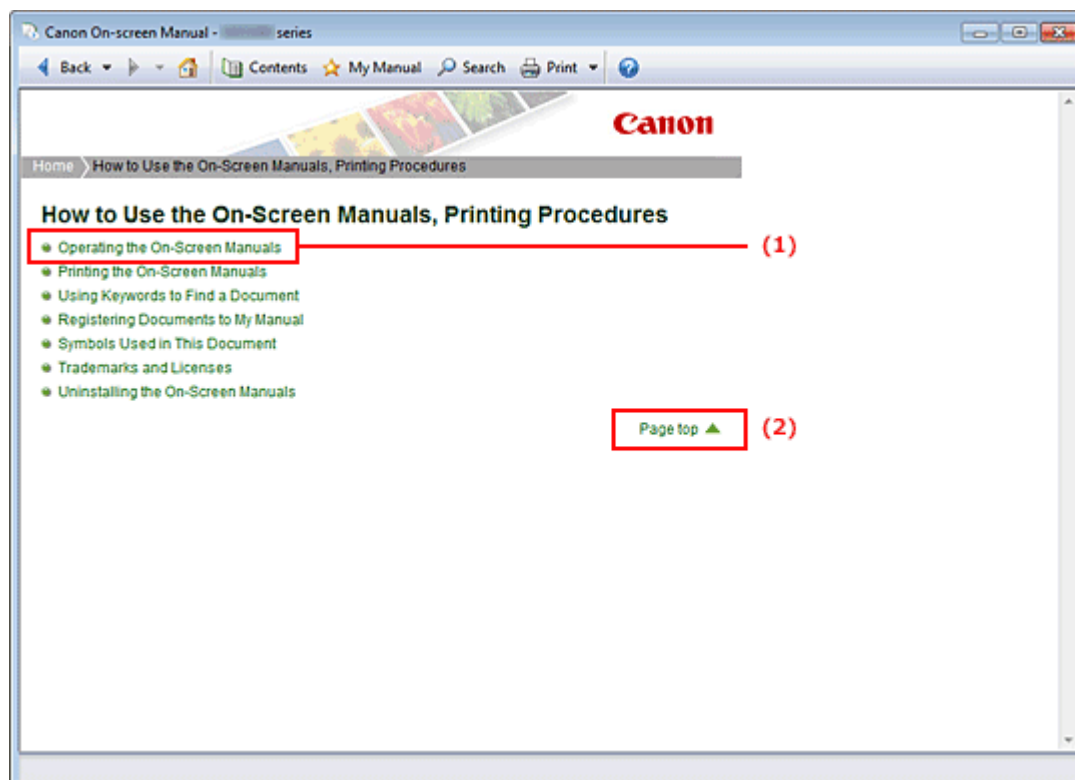 Canon On-screen Manual - series
Back Contents My Manual Search Print
Canon
Home How to Use the On-Screen Manuals, Printing Procedures
How to Use the On-Screen Manuals, Printing Procedures
Operating the On-Screen Manuals (1)
Printing the On-Screen Manuals
Using Keywords to Find a Document
Registering Documents to My Manual
Symbols Used in This Document
Trademarks and Licenses
Uninstalling the On-Screen Manuals
Page top (2)